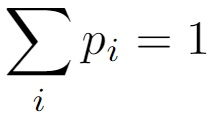 ∑_i p_i = 1